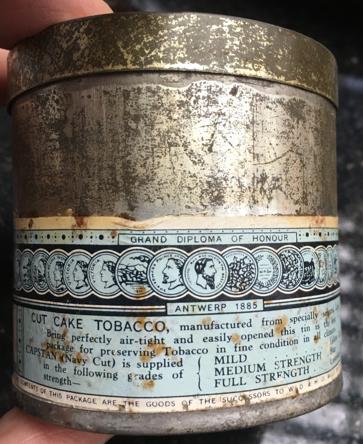 GRAND DIPLOMA OF HONOUR
ANTWERP 1885
CUT CAKE TOBACCO, manufactured from specially
Being perfectly air-tight and easily opened this tin is the
package for preserving Tobacco in fine condition in all
CAPSTAN (Navy Cut) is supplied
in the following grades of
strength—
MILD
MEDIUM STRENGTH
FULL STRENGTH
CONTENTS OF THIS PACKAGE ARE THE GOODS OF THE SUCCESSORS TO W.D & H.O.